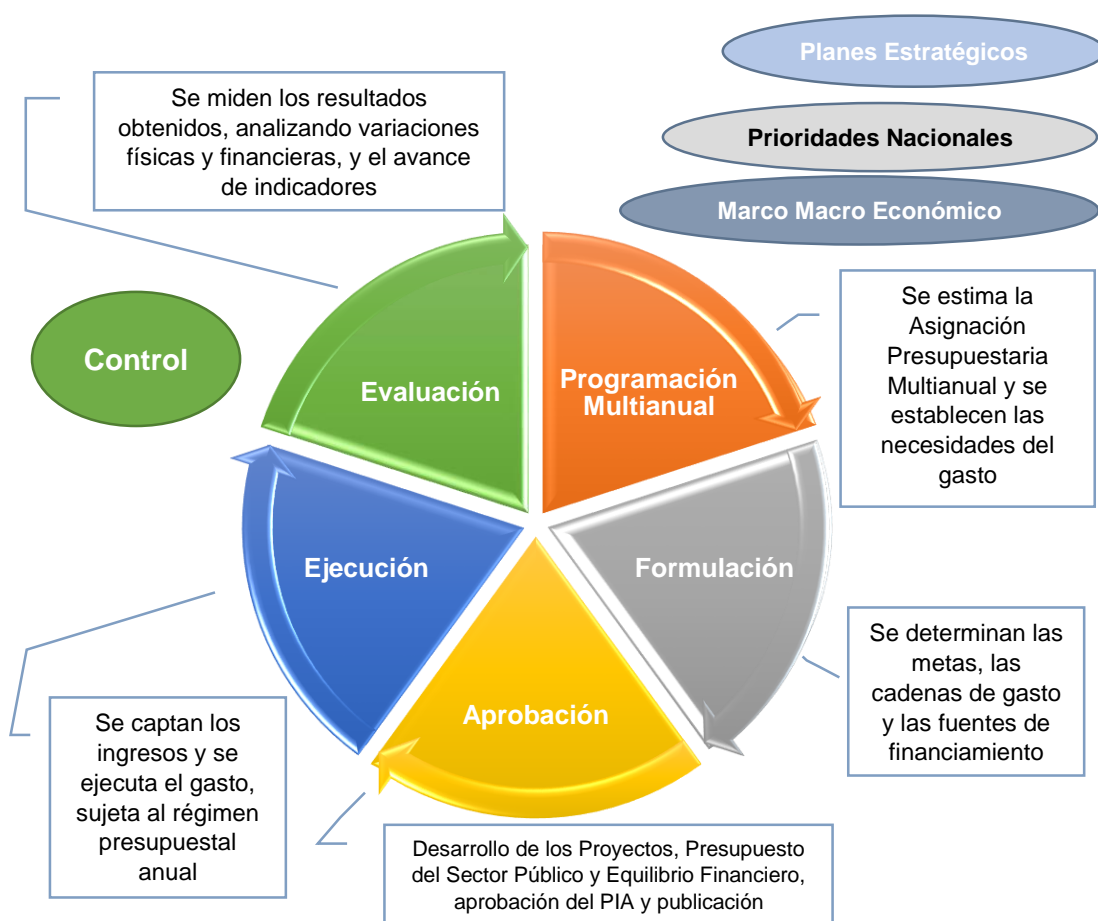 Planes Estratégicos
Prioridades Nacionales
Marco Macro Económico
Se miden los resultados
obtenidos, analizando variaciones
físicas y financieras, y el avance
de indicadores
Control
Evaluación
Programación
Multianual
Se estima la
Asignación
Presupuestaria
Multianual y se
establecen las
necesidades del
gasto
Ejecución
Formulación
Se determinan las
metas, las
cadenas de gasto
y las fuentes de
financiamiento
Aprobación
Se captan los
ingresos y se
ejecuta el gasto,
sujeta al régimen
presupuestal
anual
Desarrollo de los Proyectos, Presupuesto
del Sector Público y Equilibrio Financiero,
aprobación del PIA y publicación